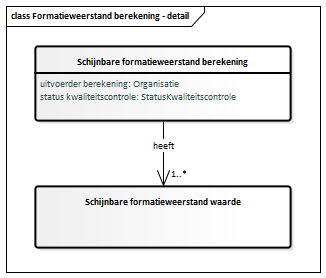 class Formatieweerstand berekening - detail
Schijnbare formatieweerstand berekening
uitvoerder berekening: Organisatie
status kwaliteitscontrole: StatusKwaliteitscontrole
heeft
1..*
Schijnbare formatieweerstand waarde